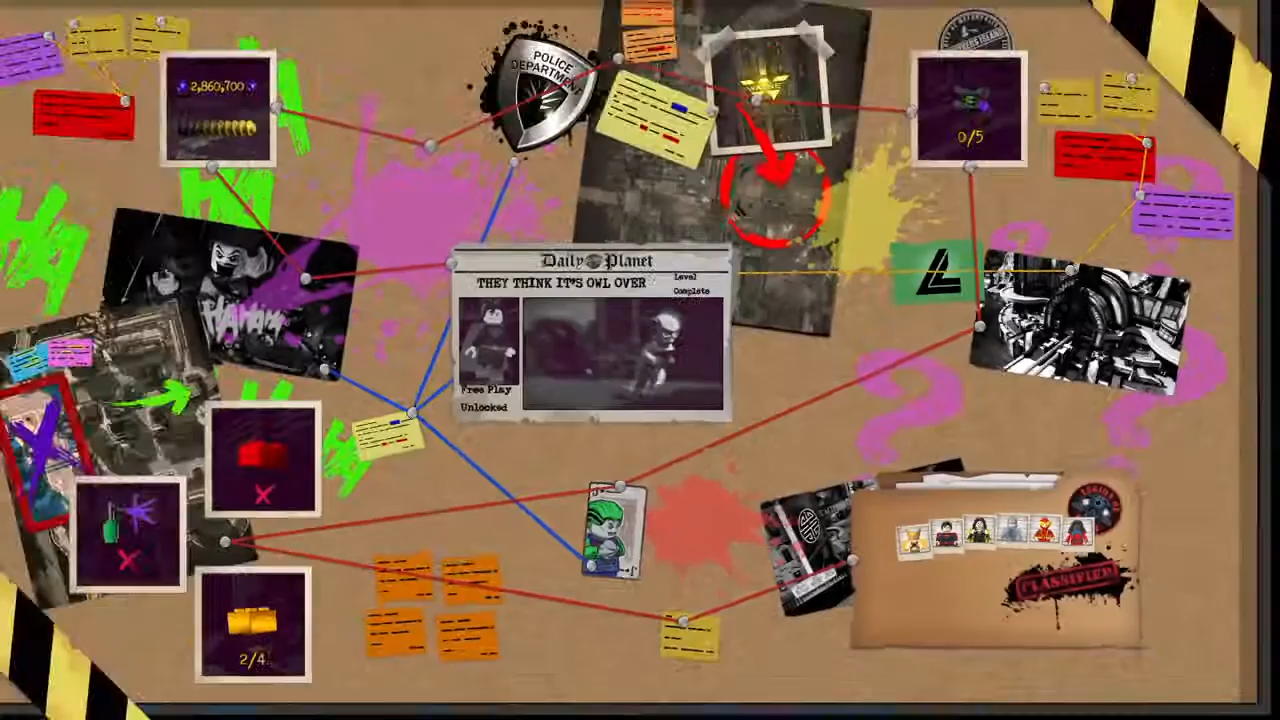 2,860,700
POLICE
DEPARTMENT
0/5
Daily Planet
THEY THINK IT'S OWL OVER
Level
Complete
Free Play
Unlocked
HAHAH
2/4
CLASSIFIED